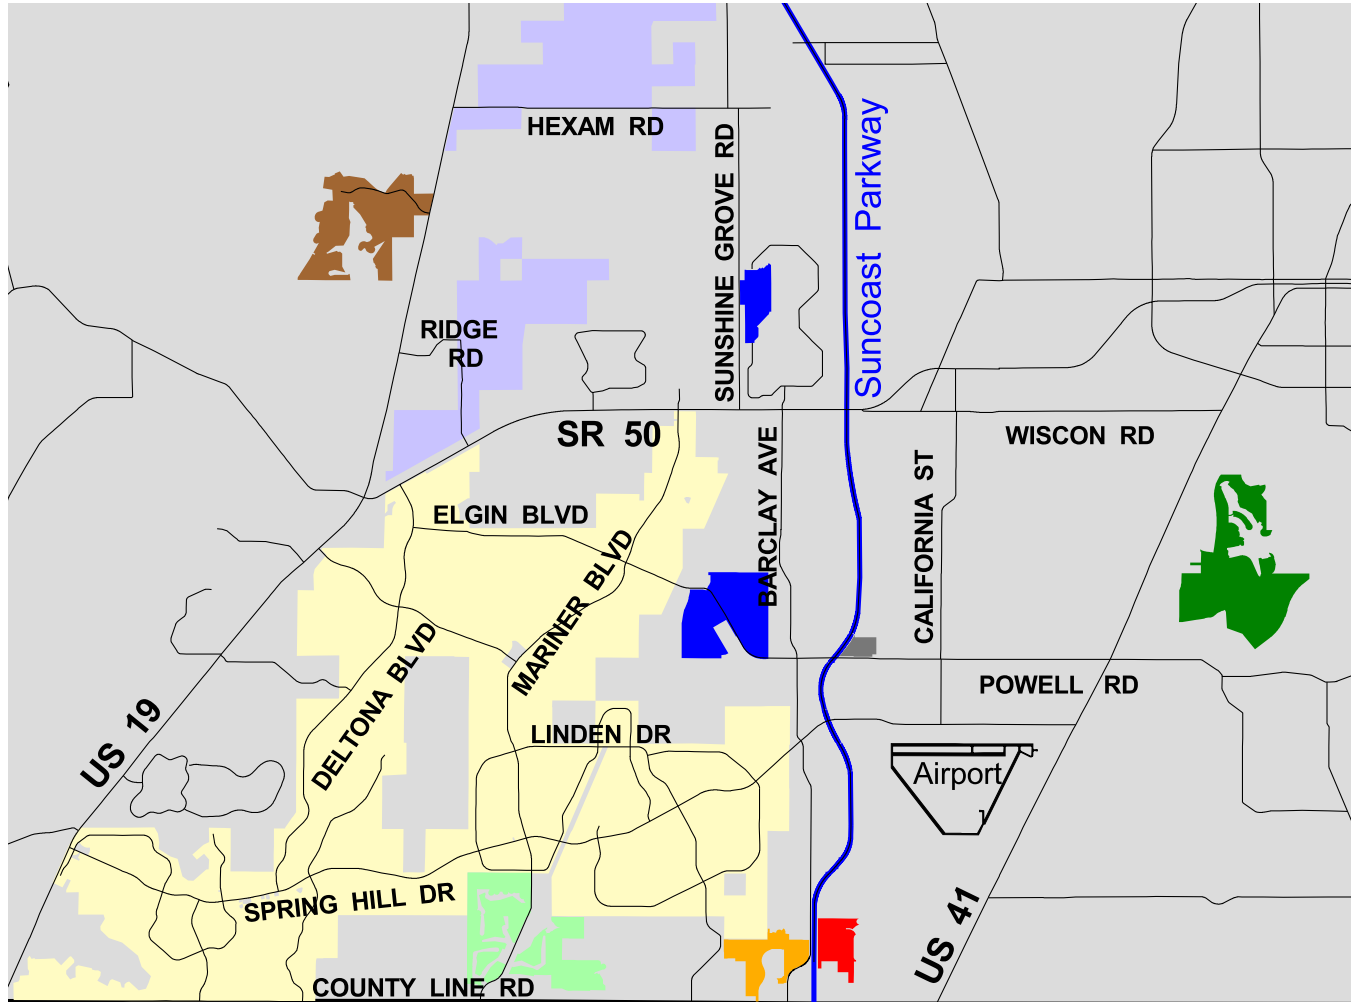 HEXAM RD
SUNSHINE GROVE RD
Suncoast Parkway
RIDGE
RD
SR 50
WISCON RD
BARCLAY AVE
CALIFORNIA ST
ELGIN BLVD
MARINER BLVD
DELTONA BLVD
POWELL RD
US 19
LINDEN DR
Airport
SPRING HILL DR
US 41
COUNTY LINE RD